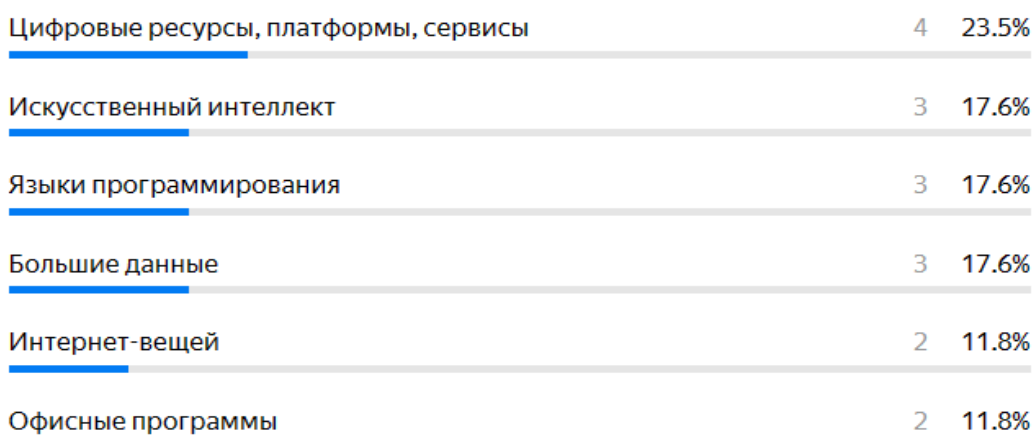 Цифровые ресурсы, платформы, сервисы 4 23.5%
Искусственный интеллект 3 17.6%
Языки программирования 3 17.6%
Большие данные 3 17.6%
Интернет-вещей 2 11.8%
Офисные программы 2 11.8%